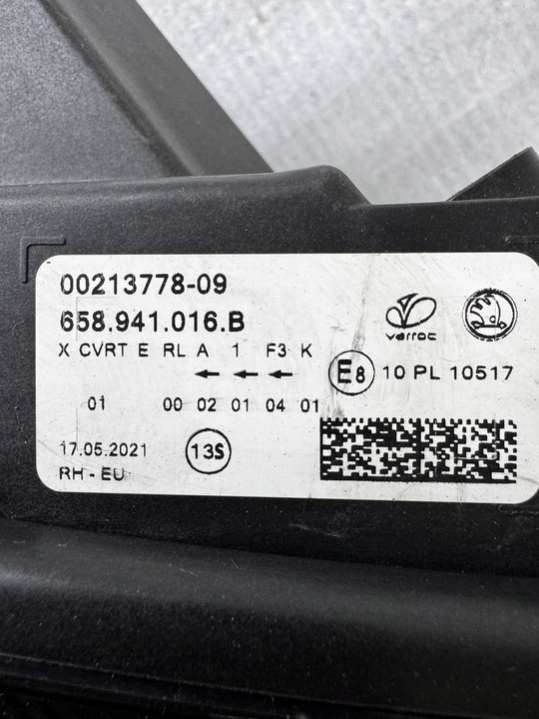 00213778-09
658.941.016.B
varroc
X CVRT E RL A 1 F3 K
E8 10 PL 10517
01 00 02 01 04 01
17.05.2021 13S
RH - EU